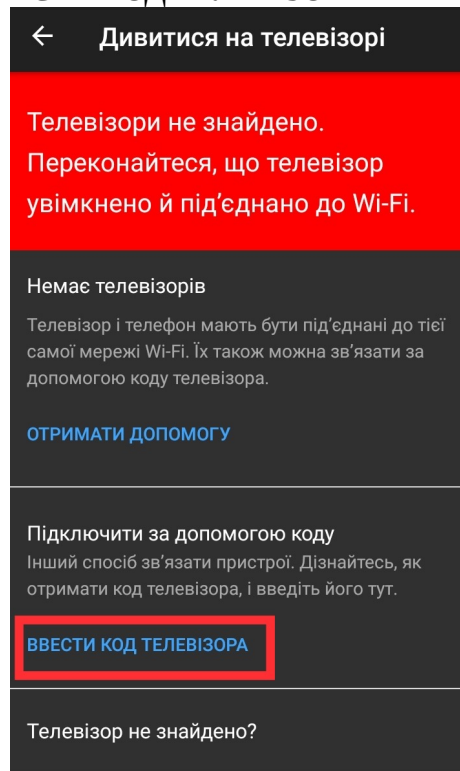 Дивитися на телевізорі
Телевізори не знайдено.
Переконайтеся, що телевізор
увімкнено й під’єднано до Wi-Fi.
Немає телевізорів
Телевізор і телефон мають бути під’єднані до тієї
самої мережі Wi-Fi. Їх також можна зв’язати за
допомогою коду телевізора.
ОТРИМАТИ ДОПОМОГУ
Підключити за допомогою коду
Інший спосіб зв’язати пристрої. Дізнайтесь, як
отримати код телевізора, і введіть його тут.
ВВЕСТИ КОД ТЕЛЕВІЗОРА
Телевізор не знайдено?